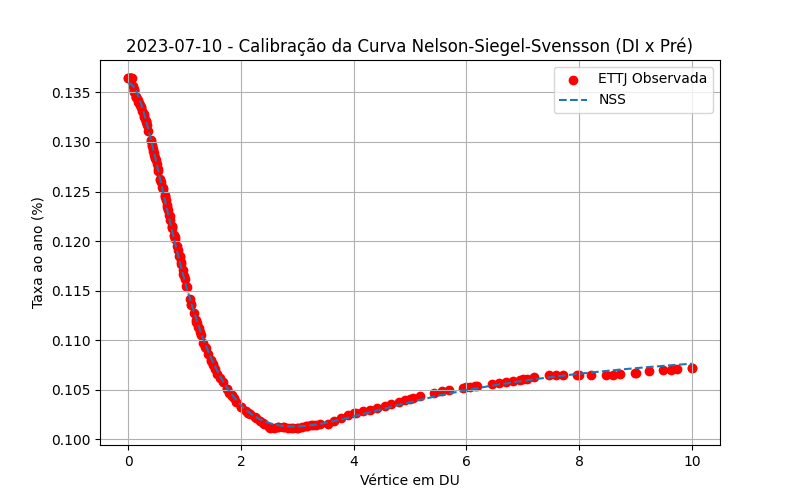 2023-07-10 - Calibração da Curva Nelson-Siegel-Svensson (DI x Pré)
ETTJ Observada
NSS
Taxa ao ano (%)
0.135
0.130
0.125
0.120
0.115
0.110
0.105
0.100
0 2 4 6 8 10
Vértice em DU